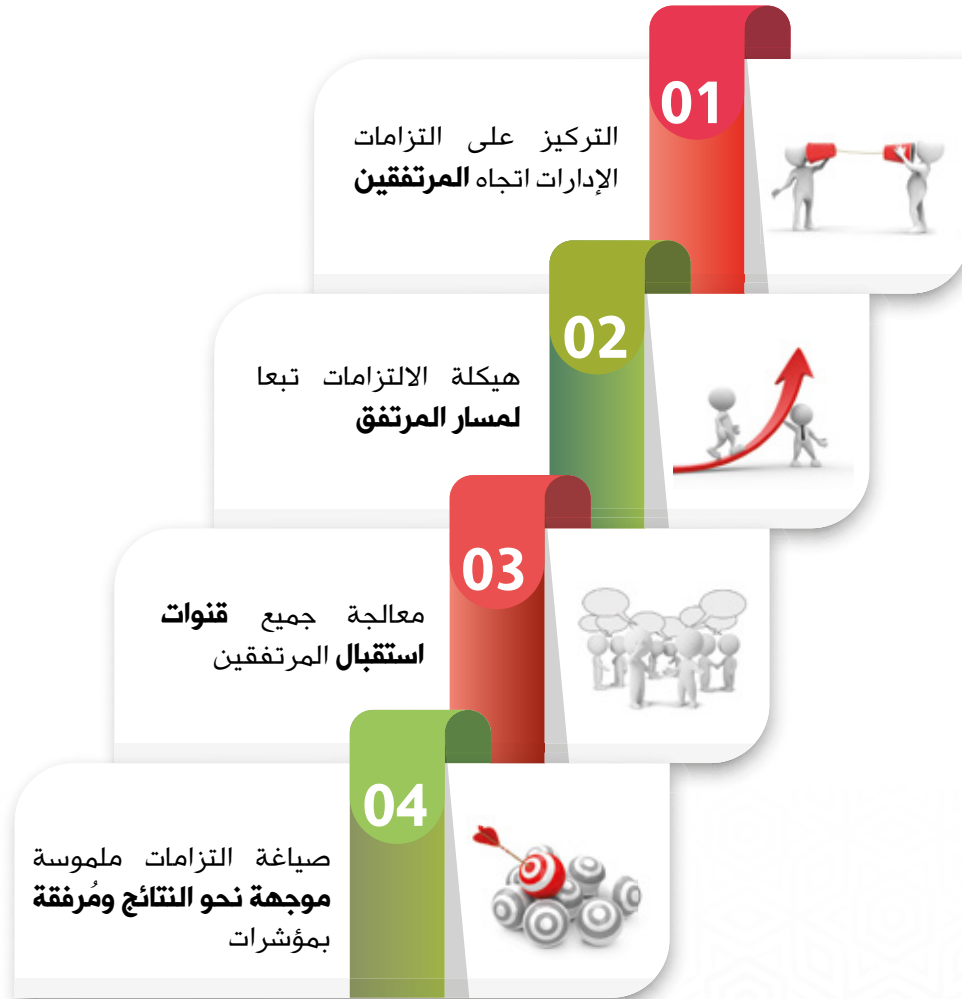 01
التركيز على التزامات
الإدارات اتجاه المرتفقين
02
هيكلة الالتزامات تبعا
لمسار المرتفق
03
معالجة جميع قنوات
استقبال المرتفقين
04
صياغة التزامات ملموسة
موجهة نحو النتائج ومُرفقة
بمؤشرات